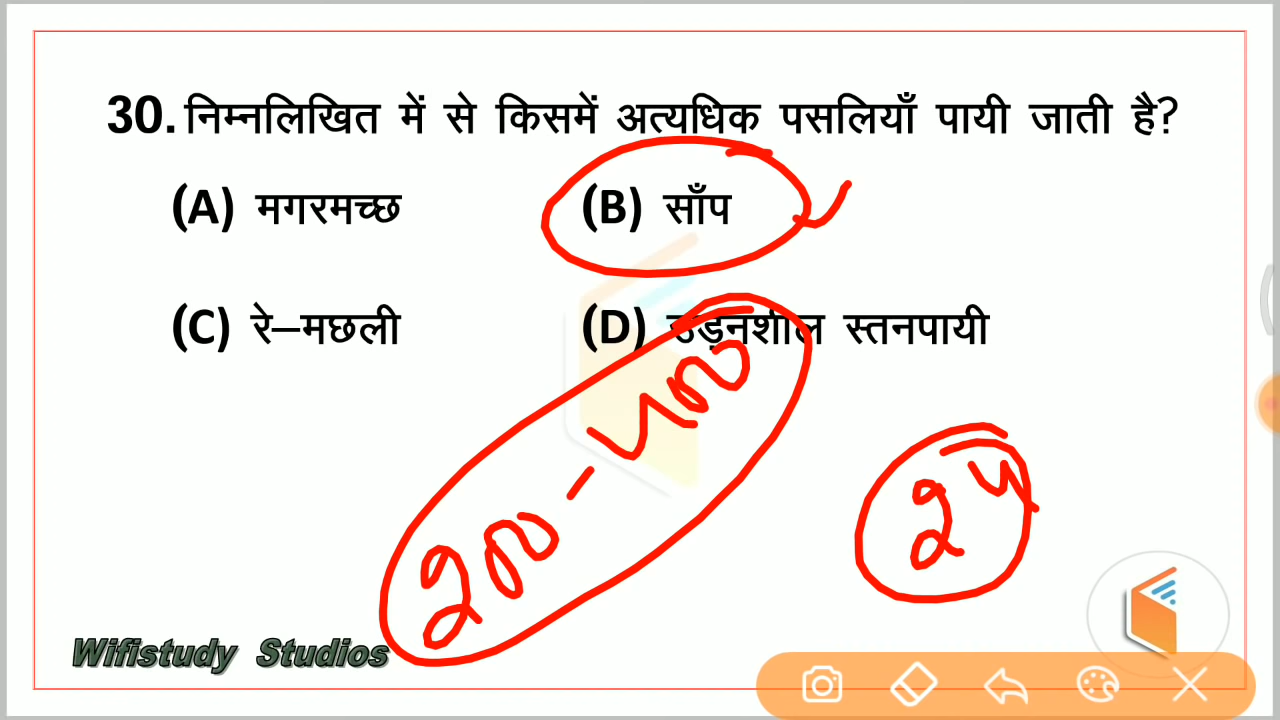 30. निम्नलिखित में से किसमें अत्यधिक पसलियाँ पायी जाती है?
(A) मगरमच्छ (B) साँप
(C) रे–मछली (D) उड़नशील स्तनपायी
200 - 400
24
Wifistudy Studios